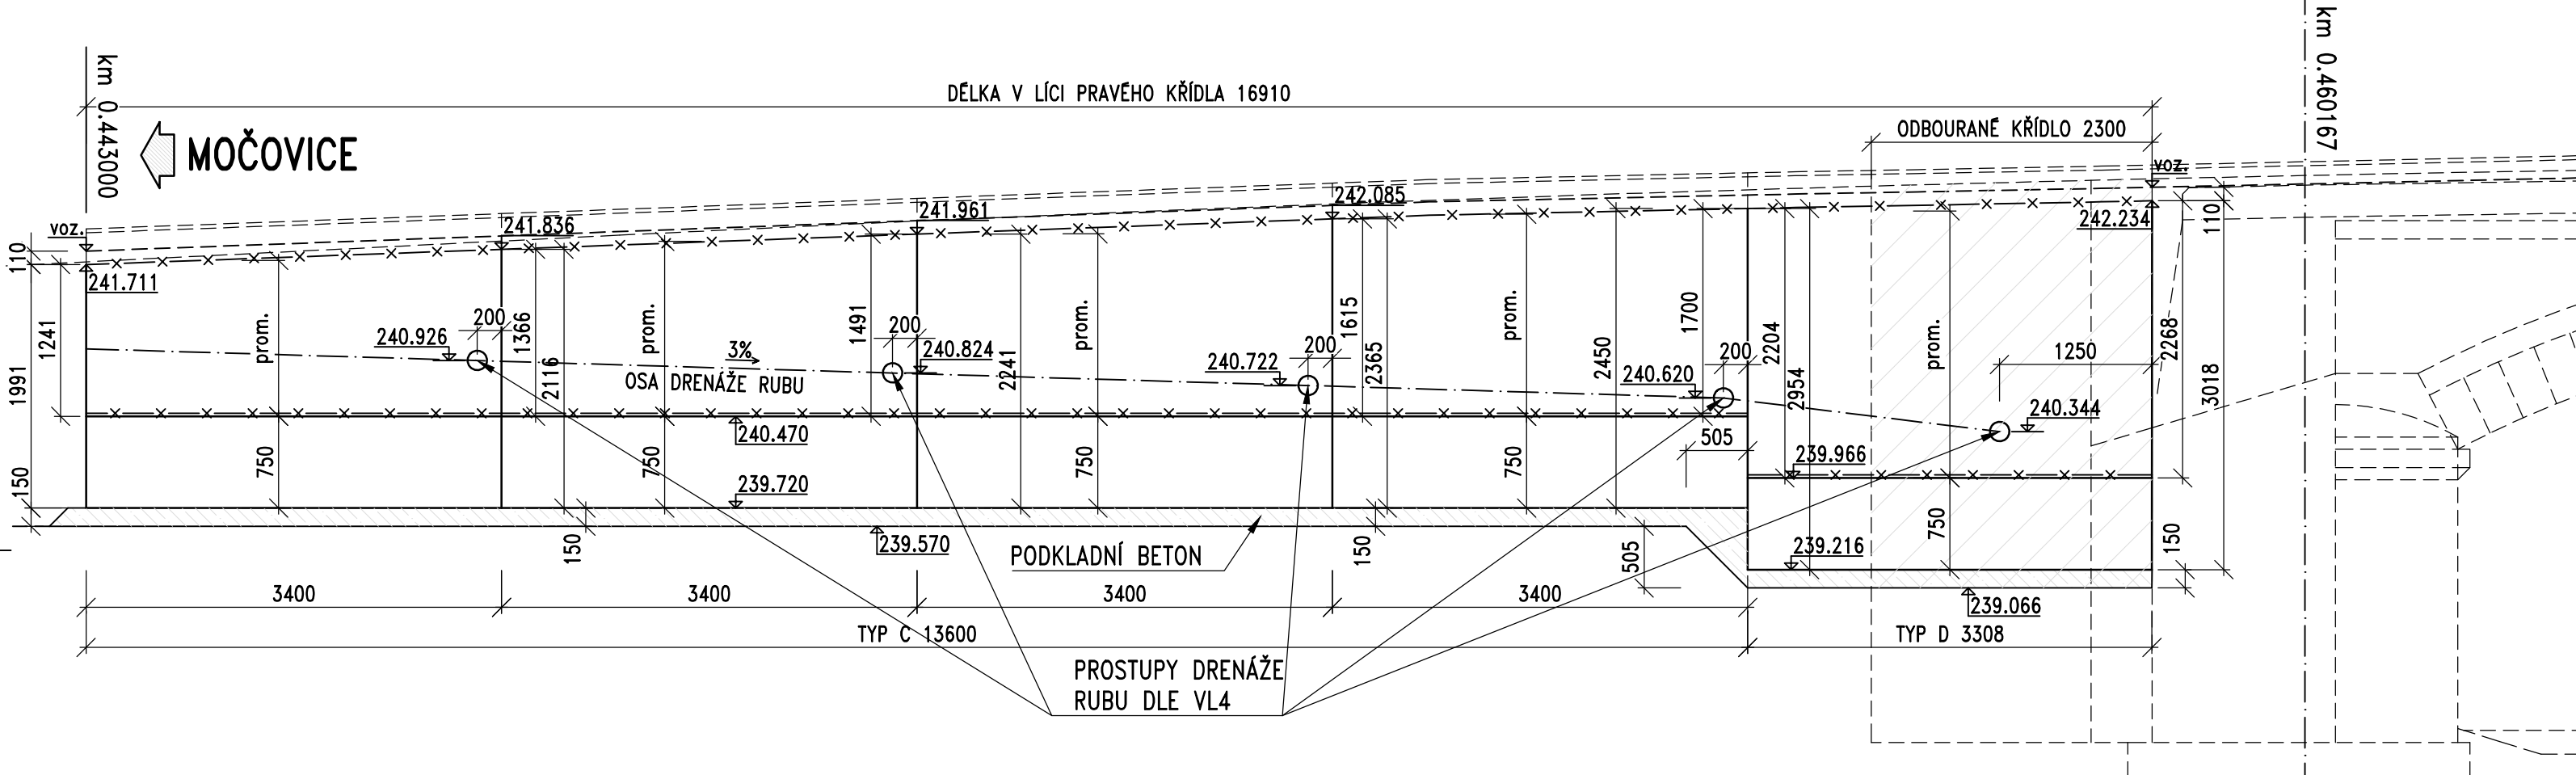 km 0.443000
km 0.460167
DÉLKA V LÍCI PRAVÉHO KŘÍDLA 16910
ODBOURANÉ KŘÍDLO 2300
MOČOVICE
voz.
voz.
110
241.711
241.836
241.961
242.085
242.234
110
1241
1991
150
prom.
750
240.926
200
1366
2116
prom.
750
150
3%
OSA DRENÁŽE RUBU
240.470
239.720
239.570
1491
200
240.824
2241
prom.
750
240.722
200
1615
2365
150
prom.
750
2450
1700
240.620
200
505
505
2204
2954
239.966
239.216
239.066
prom.
750
1250
240.344
2268
3018
150
PODKLADNÍ BETON
3400
3400
3400
3400
TYP C 13600
TYP D 3308
PROSTUPY DRENÁŽE
RUBU DLE VL4